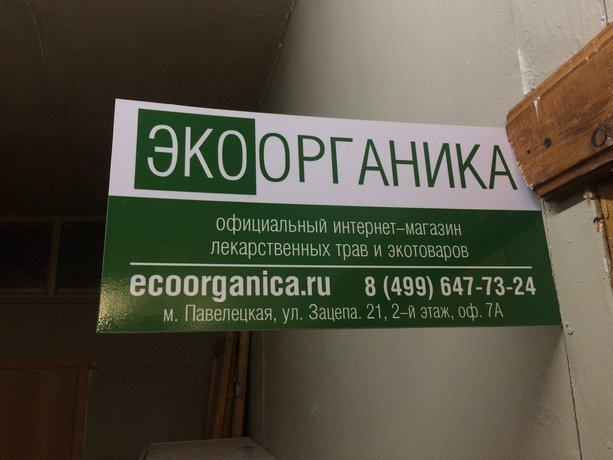 ЭКООРГАНИКА
официальный интернет-магазин
лекарственных трав и экотоваров
ecoorganica.ru 8 (499) 647-73-24
м. Павелецкая, ул. Зацепа. 21, 2-й этаж, оф. 7А